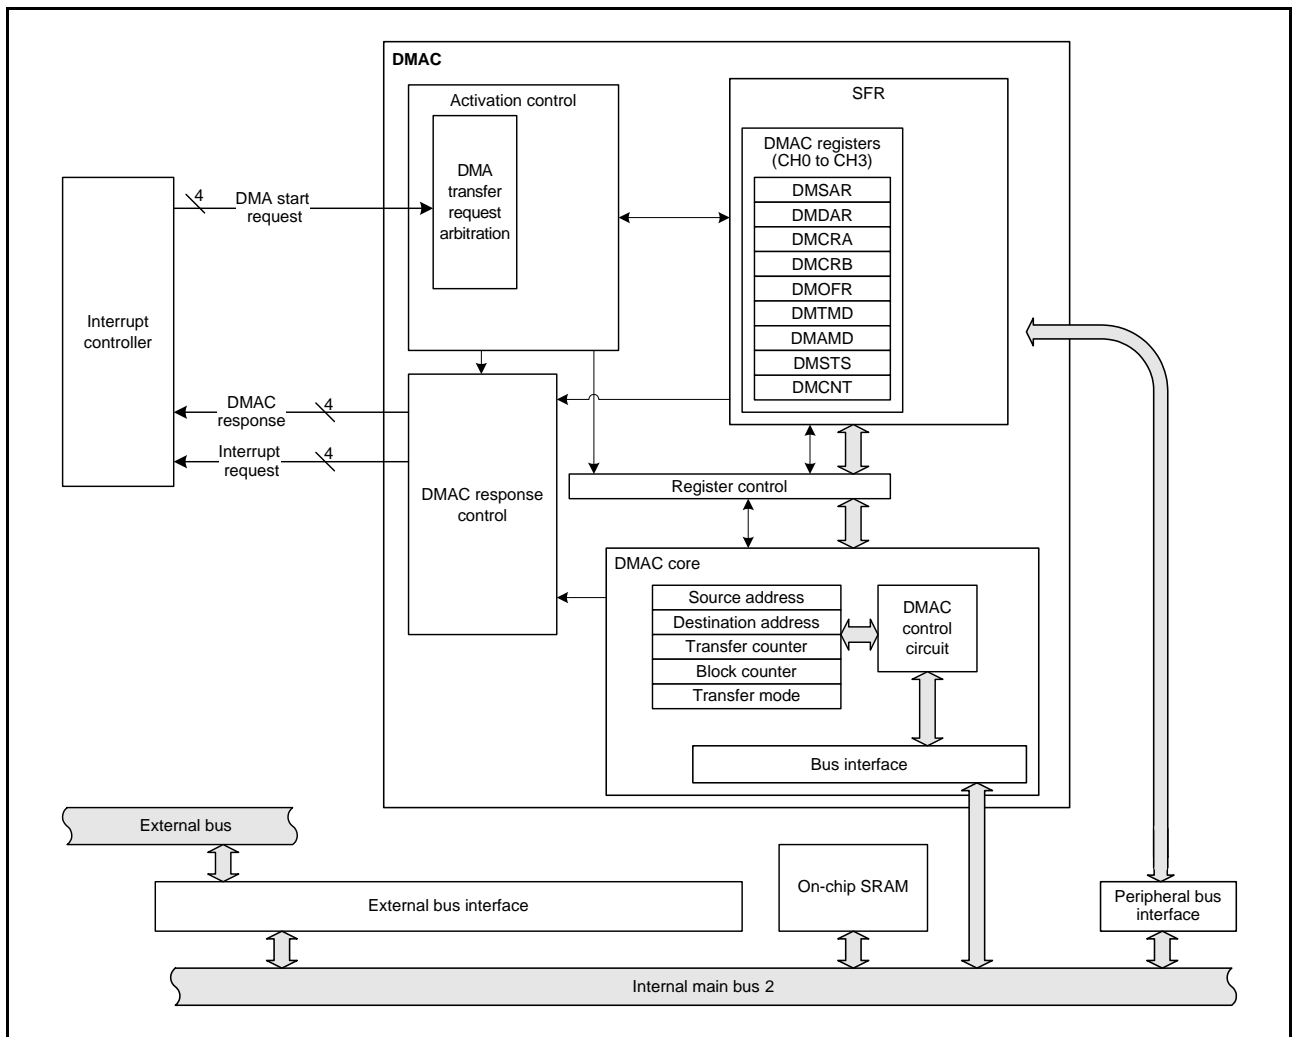 DMAC
Activation control
SFR
DMA
transfer
request
arbitration
DMAC registers
(CH0 to CH3)
DMSAR
DMDAR
DMCRA
DMCRB
DMOFR
DMTMD
DMAMD
DMSTS
DMCNT
4
DMA start
request
Interrupt
controller
DMAC
response
4
Interrupt
request
4
DMAC response
control
Register control
DMAC core
Source address
Destination address
Transfer counter
Block counter
Transfer mode
DMAC
control
circuit
Bus interface
External bus
External bus interface
On-chip SRAM
Peripheral bus
interface
Internal main bus 2